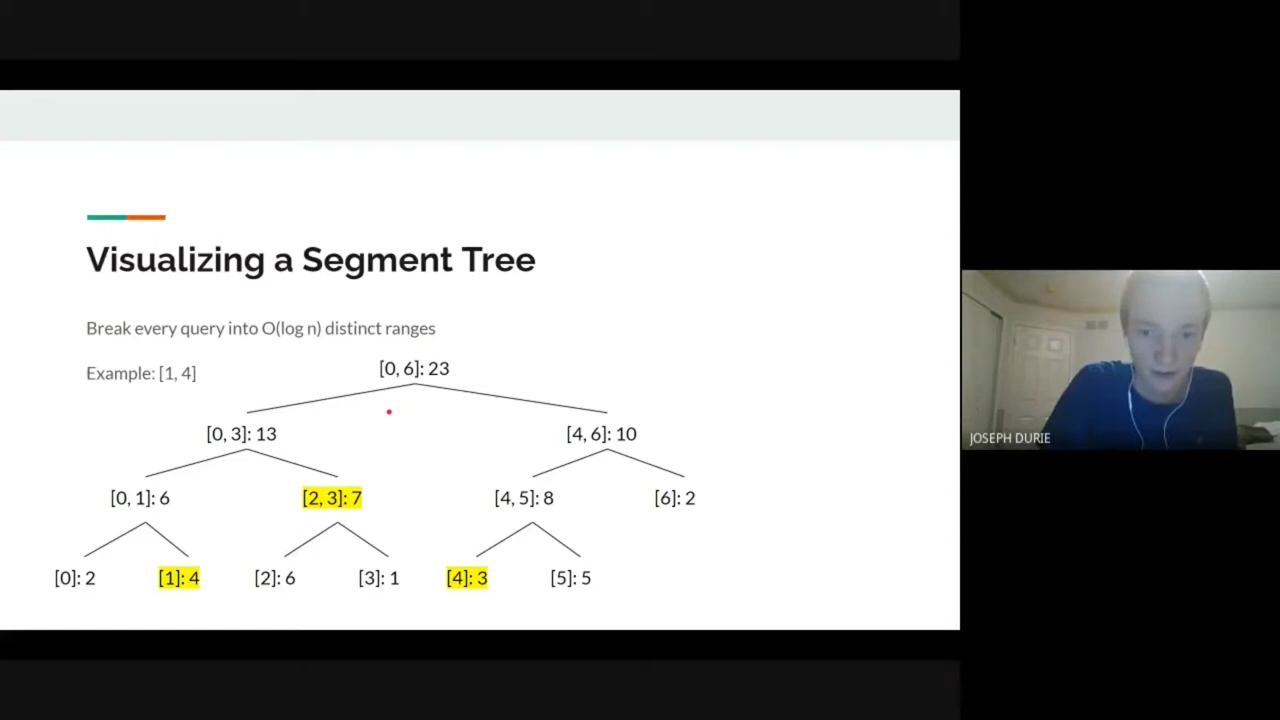 Visualizing a Segment Tree
Break every query into O(log n) distinct ranges
Example: [1, 4]
[0, 6]: 23
[0, 3]: 13
[4, 6]: 10
[0, 1]: 6
[2, 3]: 7
[4, 5]: 8
[6]: 2
[0]: 2
[1]: 4
[2]: 6
[3]: 1
[4]: 3
[5]: 5
JOSEPH DURIE